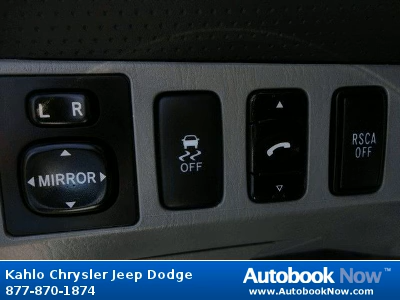 L R
MIRROR
OFF
RSCA
OFF
Kahlo Chrysler Jeep Dodge
877-870-1874
Autobook Now™
www.AutobookNow.com